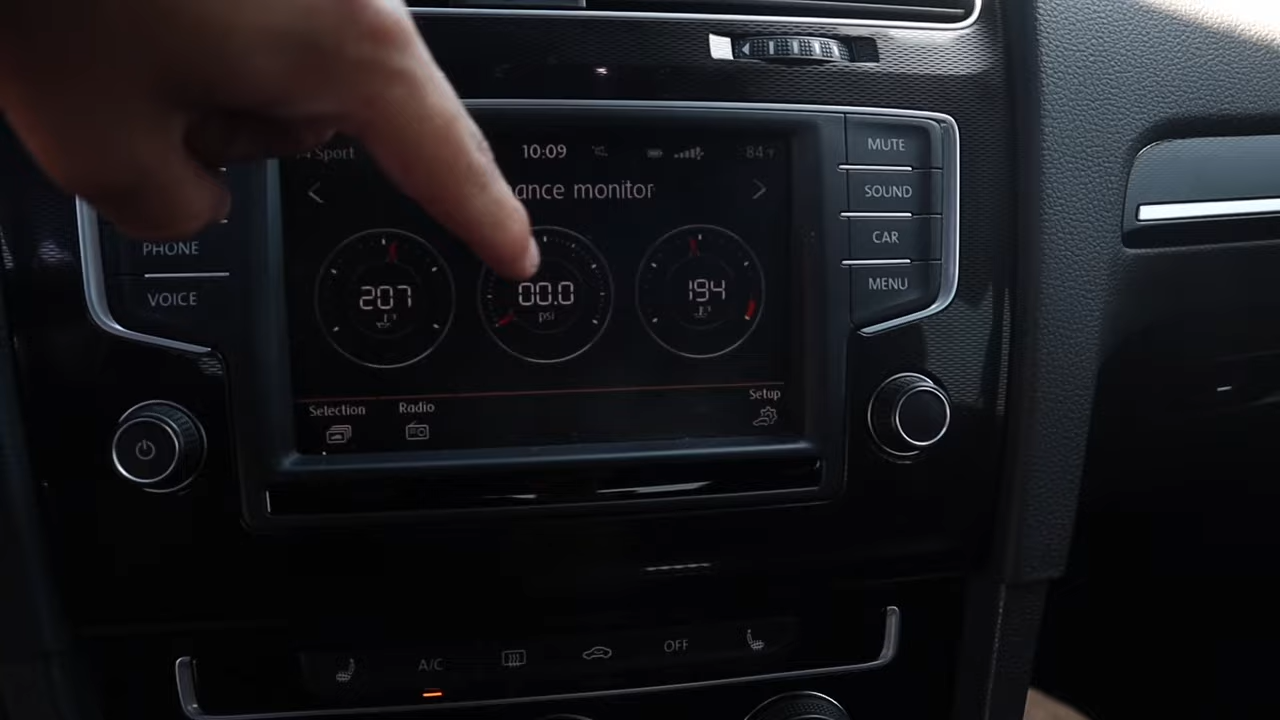 Sport
10:09
84°F
ance monitor
207
00.0
psi
194
Selection
Radio
Setup
PHONE
VOICE
MUTE
SOUND
CAR
MENU
A/C
OFF